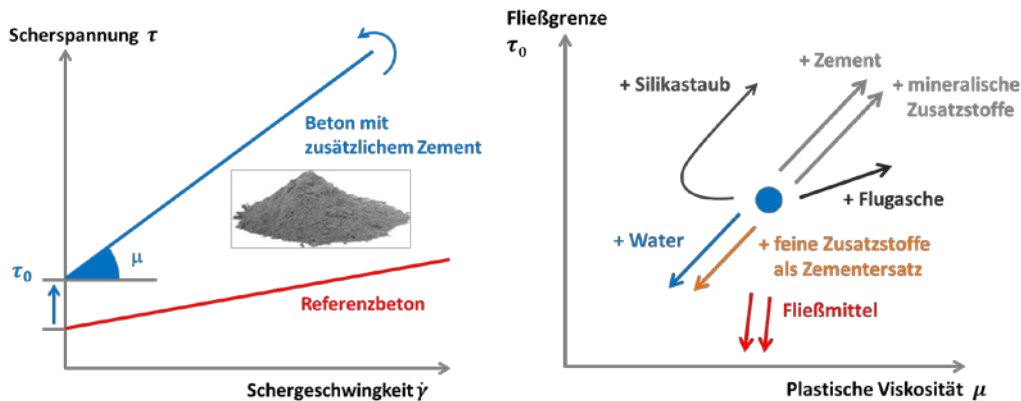 Scherspannung τ
Beton mit
zusätzlichem Zement
μ
τ₀
Referenzbeton
Schergeschwingkeit γ̇
Fließgrenze
τ₀
+ Zement
+ Silikastaub
+ mineralische
Zusatzstoffe
+ Flugasche
+ Water
+ feine Zusatzstoffe
als Zementersatz
Fließmittel
Plastische Viskosität μ